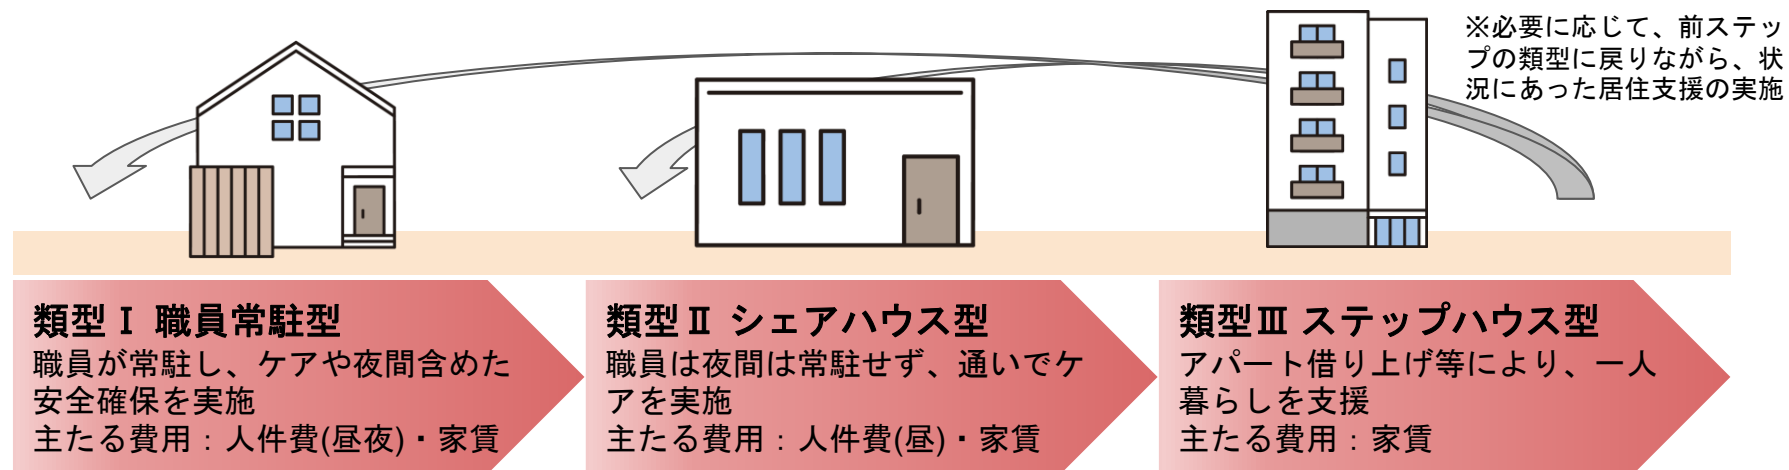 ※必要に応じて、前ステッ
プの類型に戻りながら、状
況にあった居住支援の実施
類型Ⅰ 職員常駐型
職員が常駐し、ケアや夜間含めた
安全確保を実施
主たる費用：人件費(昼夜)・家賃
類型Ⅱ シェアハウス型
職員は夜間は常駐せず、通いでケ
アを実施
主たる費用：人件費(昼)・家賃
類型Ⅲ ステップハウス型
アパート借り上げ等により、一人
暮らしを支援
主たる費用：家賃